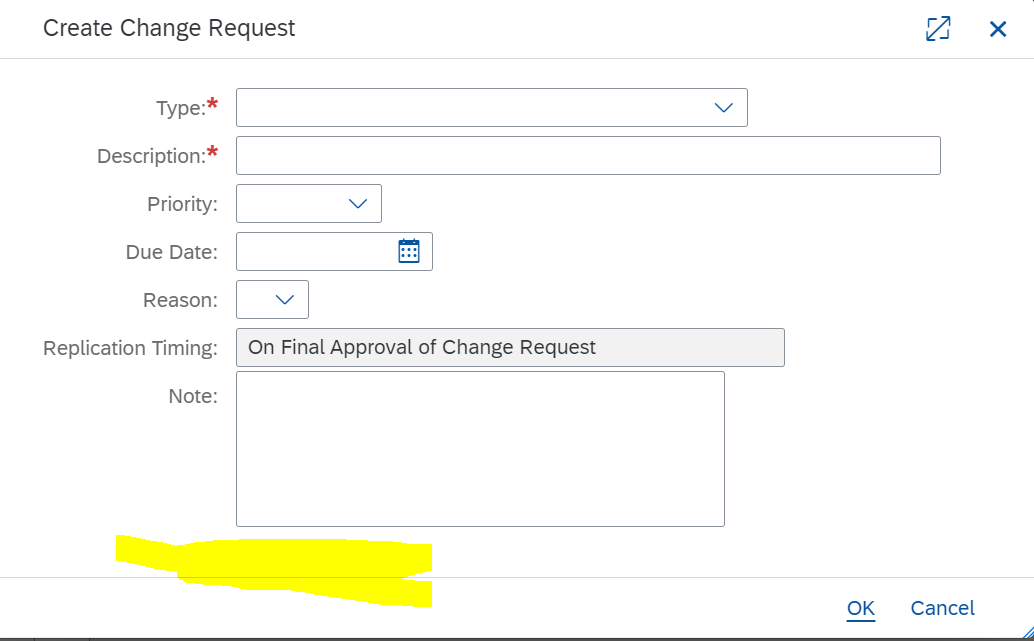 Create Change Request
Type:*
Description:*
Priority:
Due Date:
Reason:
Replication Timing: On Final Approval of Change Request
Note:
OK Cancel